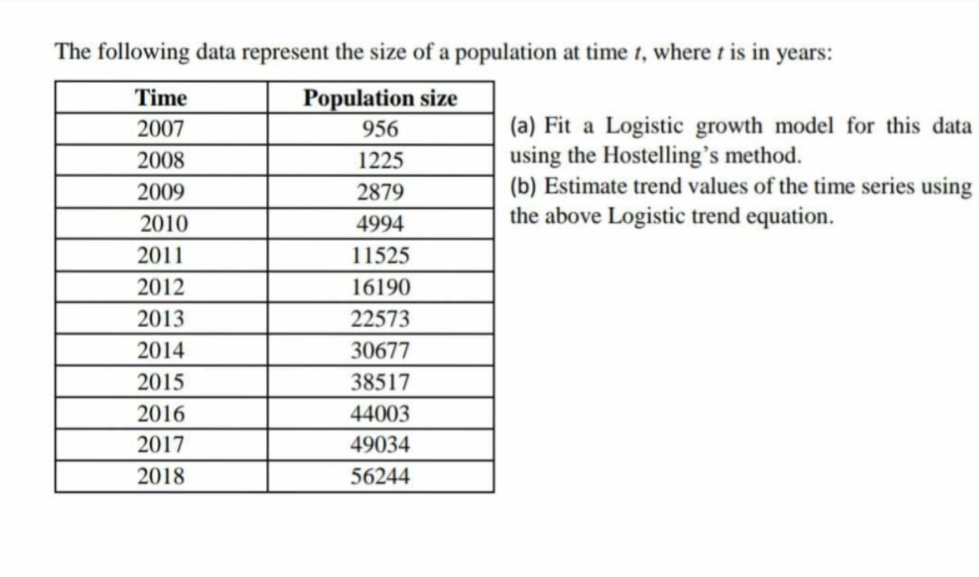 The following data represent the size of a population at time t, where t is in years:
Time Population size
2007 956
2008 1225
2009 2879
2010 4994
2011 11525
2012 16190
2013 22573
2014 30677
2015 38517
2016 44003
2017 49034
2018 56244
(a) Fit a Logistic growth model for this data
using the Hostelling's method.
(b) Estimate trend values of the time series using
the above Logistic trend equation.